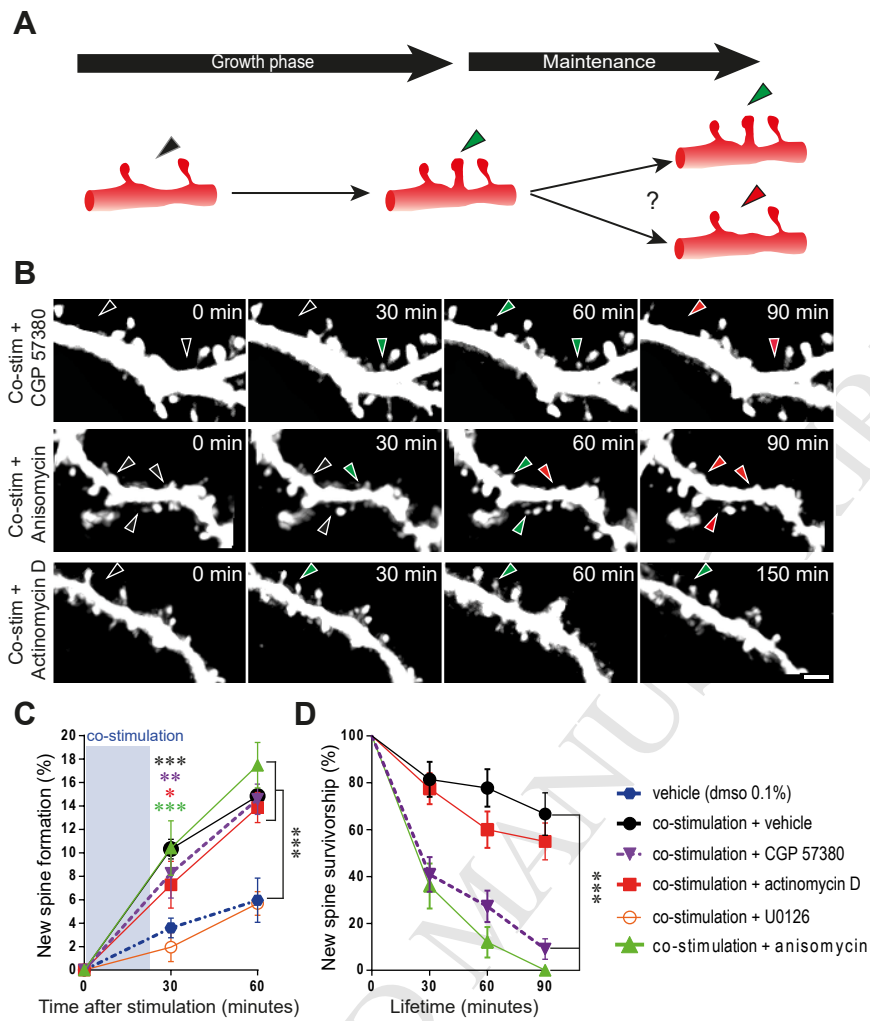 A
Growth phase
Maintenance
?
B
Co-stim +
CGP 57380
0 min
30 min
60 min
90 min
Co-stim +
Anisomycin
0 min
30 min
60 min
90 min
Co-stim +
Actinomycin D
0 min
30 min
60 min
150 min
C
co-stimulation
New spine formation (%)
20
18
16
14
12
10
8
6
4
2
0
***
**
*
***
***
0
30
60
Time after stimulation (minutes)
D
New spine survivorship (%)
100
80
60
40
20
0
***
0
30
60
90
Lifetime (minutes)
vehicle (dmso 0.1%)
co-stimulation + vehicle
co-stimulation + CGP 57380
co-stimulation + actinomycin D
co-stimulation + U0126
co-stimulation + anisomycin